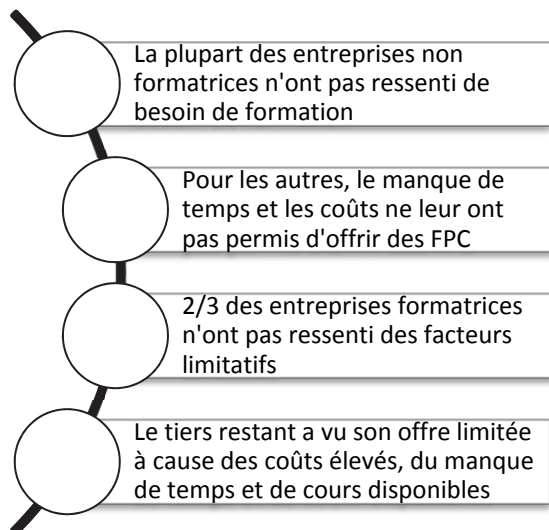 La plupart des entreprises non
formatrices n'ont pas ressenti de
besoin de formation
Pour les autres, le manque de
temps et les coûts ne leur ont
pas permis d'offrir des FPC
2/3 des entreprises formatrices
n'ont pas ressenti des facteurs
limitatifs
Le tiers restant a vu son offre limitée
à cause des coûts élevés, du manque
de temps et de cours disponibles